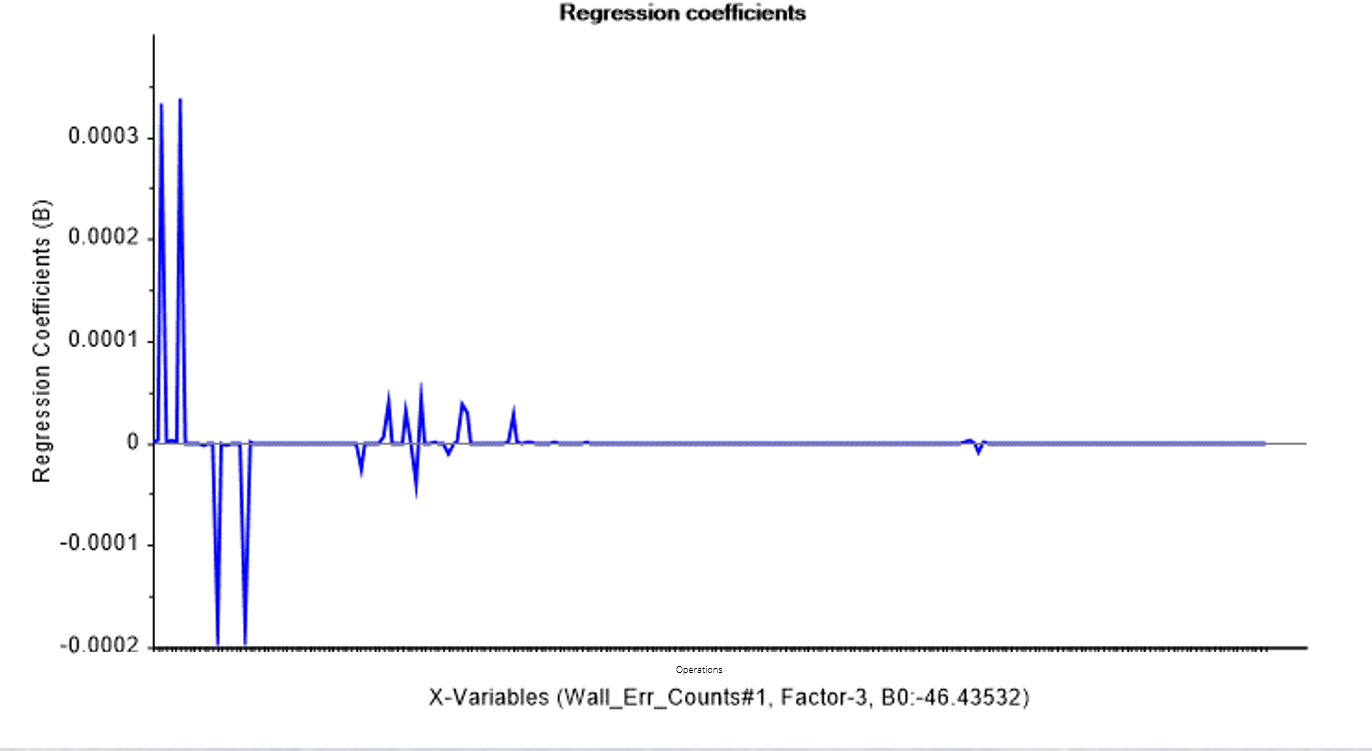 Regression coefficients
Regression Coefficients (B)
0.0003
0.0002
0.0001
0
-0.0001
-0.0002
Operations
X-Variables (Wall_Err_Counts#1, Factor-3, B0:-46.43532)